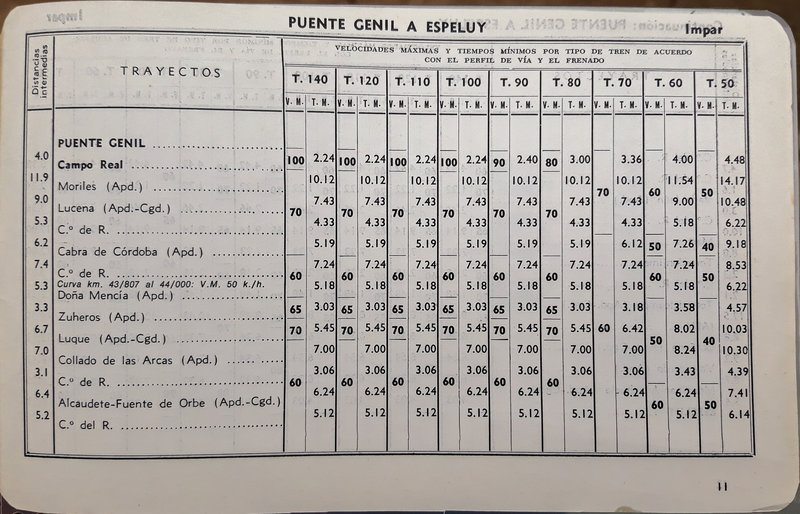 PUENTE GENIL A ESPELUY
Impar
Impar
Distancias intermedias
TRAYECTOS
VELOCIDADES MÁXIMAS Y TIEMPOS MÍNIMOS POR TIPO DE TREN DE ACUERDO
CON EL PERFIL DE VÍA Y EL FRENADO
T. 140 T. 120 T. 110 T. 100 T. 90 T. 80 T. 70 T. 60 T. 50
V. M. T. M. V. M. T. M. V. M. T. M. V. M. T. M. V. M. T. M. V. M. T. M. V. M. T. M. V. M. T. M. V. M. T. M.
PUENTE GENIL
4.0 100 2.24 100 2.24 100 2.24 100 2.24 90 2.40 80 3.00 3.36 4.00 4.48
Campo Real
11.9 10.12 10.12 10.12 10.12 10.12 10.12 10.12 11.54 14.17
Moriles (Apd.)
70 60 50
9.0 7.43 7.43 7.43 7.43 7.43 7.43 7.43 9.00 10.48
Lucena (Apd.-Cgd.)
70 70 70 70 70 70
5.3 4.33 4.33 4.33 4.33 4.33 4.33 4.33 5.18 6.22
C.º de R.
6.2 5.19 5.19 5.19 5.19 5.19 5.19 6.12 50 7.26 40 9.18
Cabra de Córdoba (Apd.)
7.4 7.24 7.24 7.24 7.24 7.24 7.24 7.24 7.24 8.53
C.º de R.
60 60 60 60 60 60 60 50
Curva km. 43/807 al 44/000: V.M. 50 k./h.
5.3 5.18 5.18 5.18 5.18 5.18 5.18 5.18 5.18 6.22
Doña Mencía (Apd.)
3.3 65 3.03 65 3.03 65 3.03 65 3.03 65 3.03 65 3.03 3.18 3.58 4.57
Zuheros (Apd.)
6.7 70 5.45 70 5.45 70 5.45 70 5.45 70 5.45 70 5.45 60 6.42 8.02 10.03
Luque (Apd.-Cgd.)
50 40
7.0 7.00 7.00 7.00 7.00 7.00 7.00 7.00 8.24 10.30
Collado de las Arcas (Apd.)
3.1 3.06 3.06 3.06 3.06 3.06 3.06 3.06 3.43 4.39
C.º de R.
60 60 60 60 60 60
6.4 6.24 6.24 6.24 6.24 6.24 6.24 6.24 6.24 7.41
Alcaudete-Fuente de Orbe (Apd.-Cgd.)
60 50
5.2 5.12 5.12 5.12 5.12 5.12 5.12 5.12 5.12 6.14
C.º del R.
11